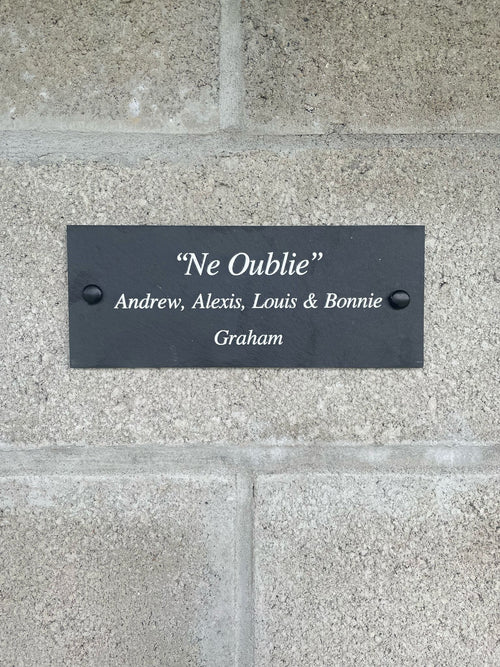 “Ne Oublie”
Andrew, Alexis, Louis & Bonnie
Graham